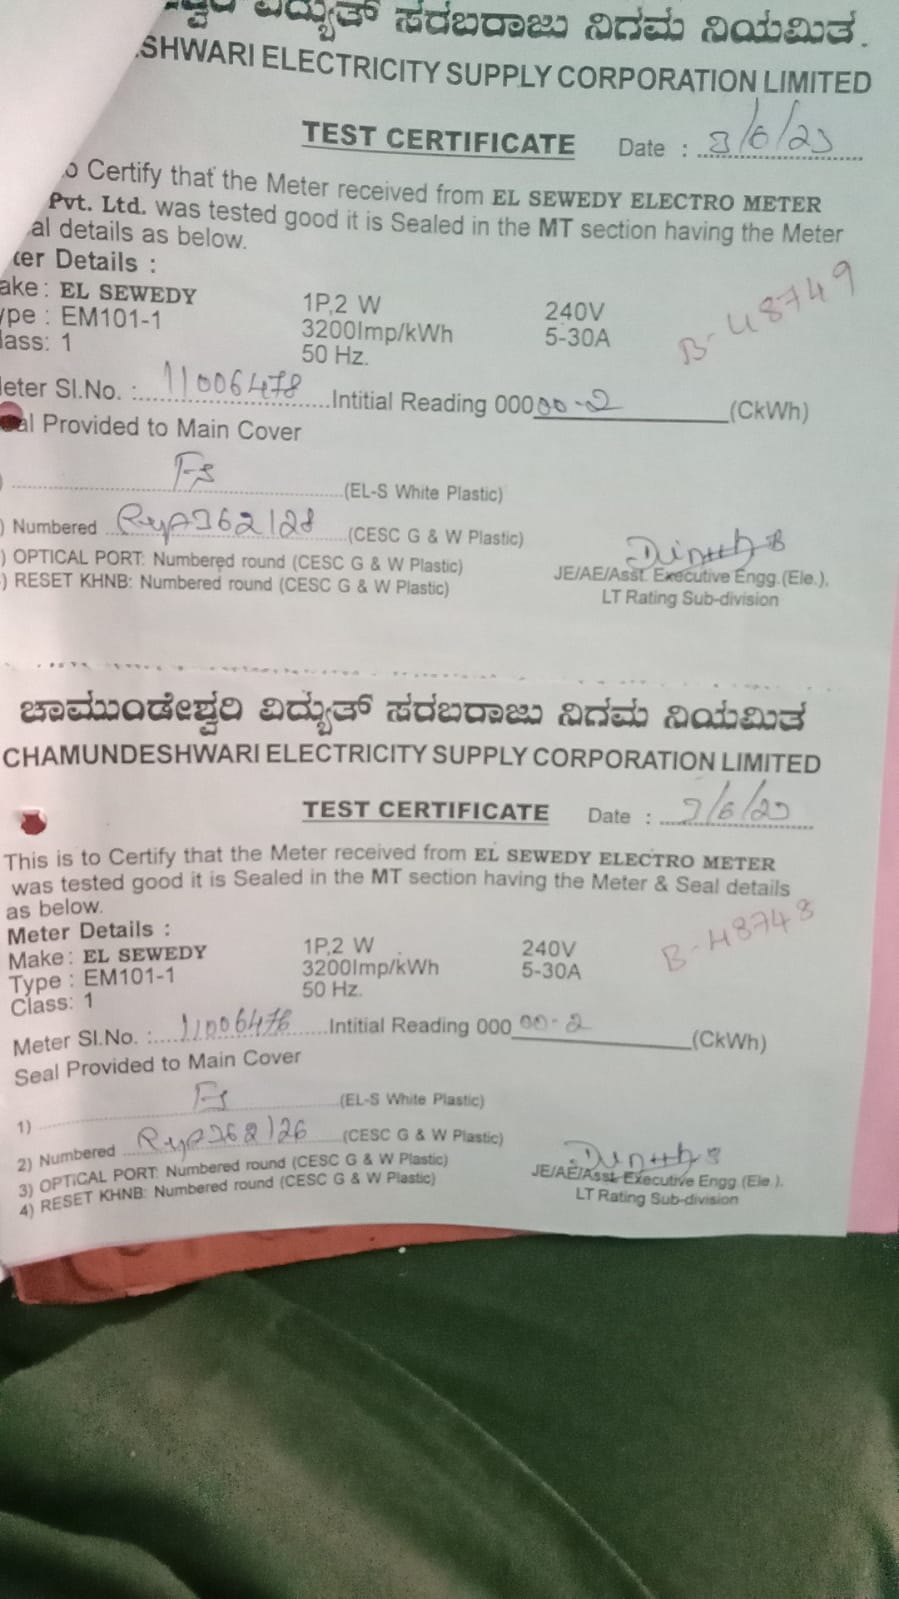 ವಿದ್ಯುತ್ ಸರಬರಾಜು ನಿಗಮ ನಿಯಮಿತ.
SHWARI ELECTRICITY SUPPLY CORPORATION LIMITED
TEST CERTIFICATE Date : 3/6/23
o Certify that the Meter received from EL SEWEDY ELECTRO METER
Pvt. Ltd. was tested good it is Sealed in the MT section having the Meter
al details as below.
ter Details :
ake: EL SEWEDY 1P,2 W 240V
ype : EM101-1 3200Imp/kWh 5-30A
lass: 1 50 Hz.
B-48749
eter Sl.No. : 11006478 Intitial Reading 000 00-2 (CkWh)
al Provided to Main Cover
(EL-S White Plastic)
) Numbered 362128 (CESC G & W Plastic)
) OPTICAL PORT: Numbered round (CESC G & W Plastic)
) RESET KHNB: Numbered round (CESC G & W Plastic)
JE/AE/Asst. Executive Engg.(Ele.),
LT Rating Sub-division
ಚಾಮುಂಡೇಶ್ವರಿ ವಿದ್ಯುತ್ ಸರಬರಾಜು ನಿಗಮ ನಿಯಮಿತ
CHAMUNDESHWARI ELECTRICITY SUPPLY CORPORATION LIMITED
TEST CERTIFICATE Date : 3/6/23
This is to Certify that the Meter received from EL SEWEDY ELECTRO METER
was tested good it is Sealed in the MT section having the Meter & Seal details
as below.
Meter Details :
Make : EL SEWEDY 1P,2 W 240V
Type : EM101-1 3200Imp/kWh 5-30A
Class: 1 50 Hz.
B-48748
Meter Sl.No. : 11006476 Intitial Reading 000 00-2 (CkWh)
Seal Provided to Main Cover
1) (EL-S White Plastic)
2) Numbered 362126 (CESC G & W Plastic)
3) OPTICAL PORT: Numbered round (CESC G & W Plastic)
4) RESET KHNB: Numbered round (CESC G & W Plastic)
JE/AE/Asst. Executive Engg.(Ele.),
LT Rating Sub-division